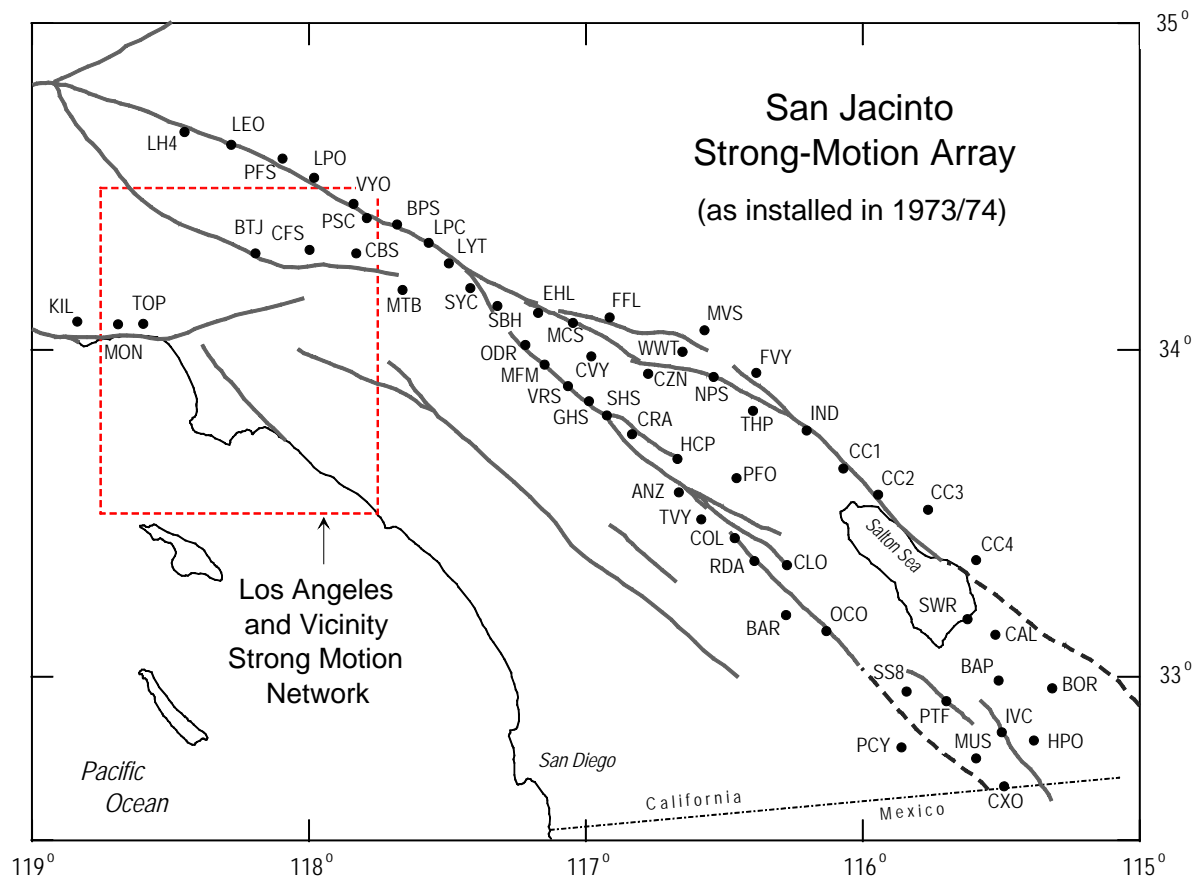 35°
San Jacinto
Strong-Motion Array
(as installed in 1973/74)
LH4
LEO
PFS
LPO
VYO
PSC
BPS
LPC
LYT
BTJ
CFS
CBS
MTB
SYC
SBH
EHL
MCS
FFL
MVS
KIL
TOP
MON
34°
ODR
MFM
VRS
GHS
CVY
SHS
CRA
WWT
CZN
NPS
FVY
THP
IND
HCP
PFO
CC1
CC2
CC3
ANZ
TVY
COL
RDA
CLO
Salton Sea
CC4
Los Angeles
and Vicinity
Strong Motion
Network
BAR
OCO
SWR
CAL
SS8
BAP
BOR
33°
PTF
IVC
PCY
MUS
HPO
CXO
San Diego
Pacific
Ocean
California
Mexico
119°
118°
117°
116°
115°